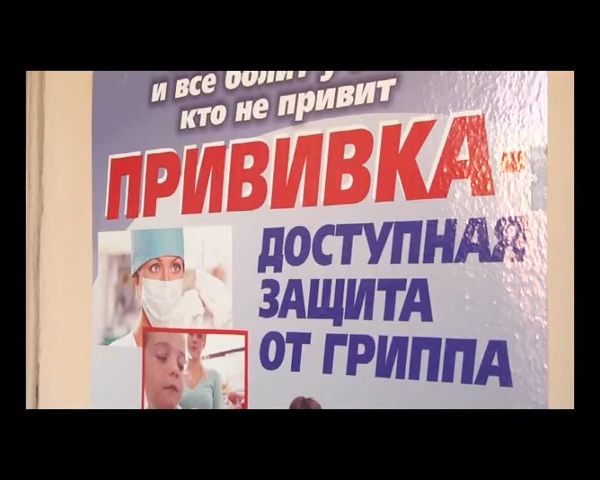 и все болит у
кто не привит
ПРИВИВКА-
ДОСТУПНАЯ
ЗАЩИТА
ОТ ГРИППА